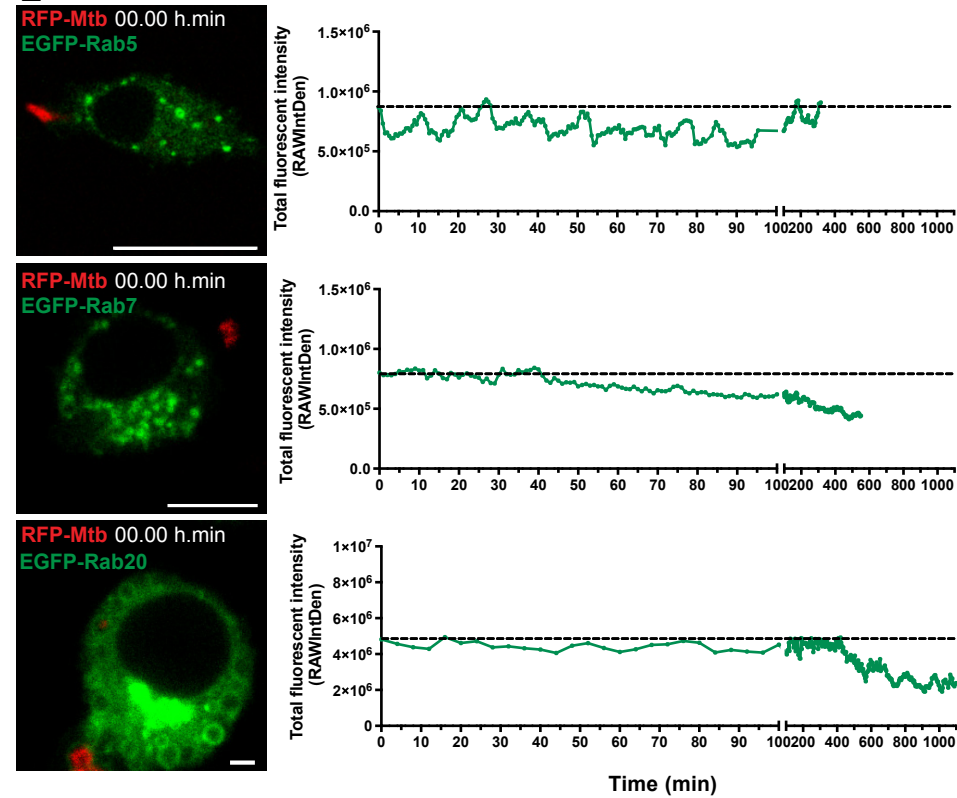 RFP-Mtb 00.00 h.min
EGFP-Rab5
Total fluorescent intensity
(RAWIntDen)
1.5×10⁶
1.0×10⁶
5.0×10⁵
0.0
0 10 20 30 40 50 60 70 80 90 100 200 400 600 800 1000
RFP-Mtb 00.00 h.min
EGFP-Rab7
Total fluorescent intensity
(RAWIntDen)
1.5×10⁶
1.0×10⁶
5.0×10⁵
0.0
0 10 20 30 40 50 60 70 80 90 100 200 400 600 800 1000
RFP-Mtb 00.00 h.min
EGFP-Rab20
Total fluorescent intensity
(RAWIntDen)
1×10⁷
8×10⁶
6×10⁶
4×10⁶
2×10⁶
0
0 10 20 30 40 50 60 70 80 90 100 200 400 600 800 1000
Time (min)